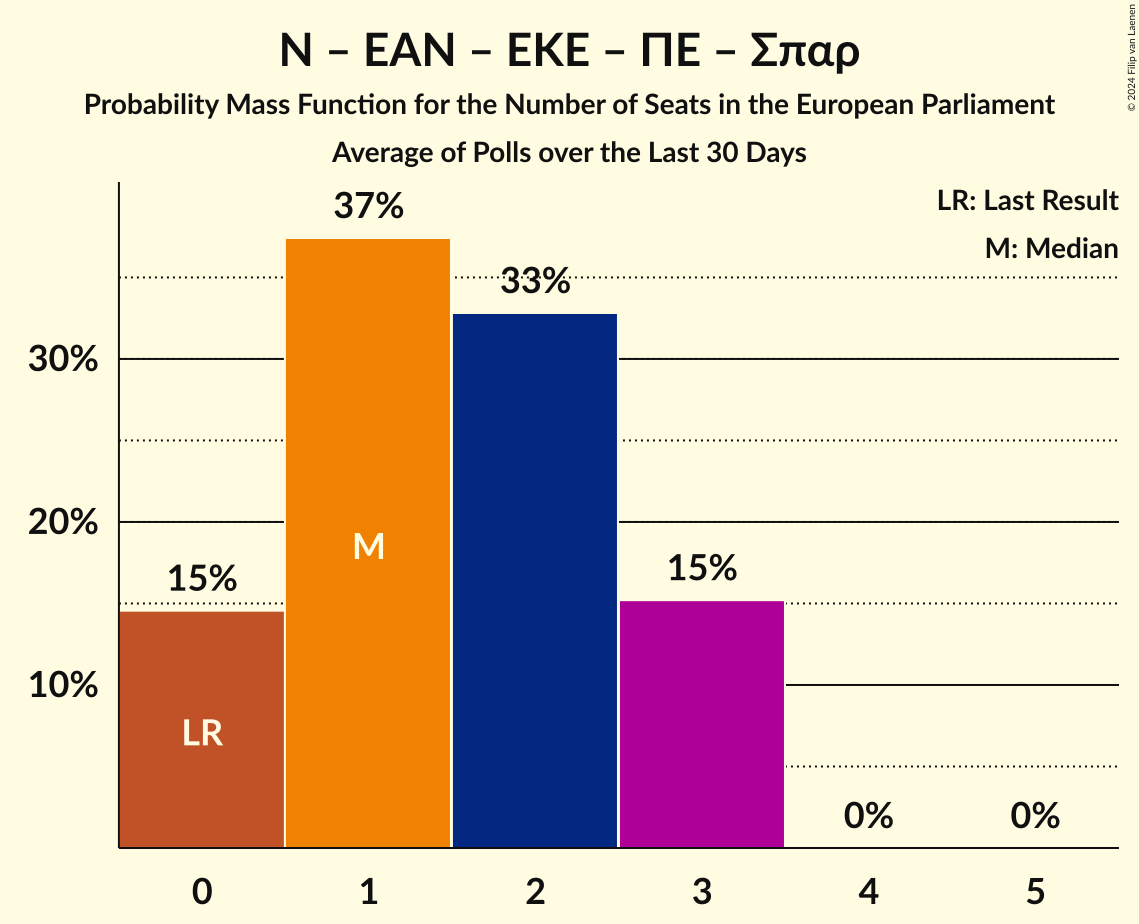 Ν – ΕΑΝ – ΕΚΕ – ΠΕ – Σπαρ
Probability Mass Function for the Number of Seats in the European Parliament
Average of Polls over the Last 30 Days
© 2024 Filip van Laenen
LR: Last Result
M: Median
37%
33%
30%
20%
M
15%
15%
10%
LR
0%
0%
0
1
2
3
4
5